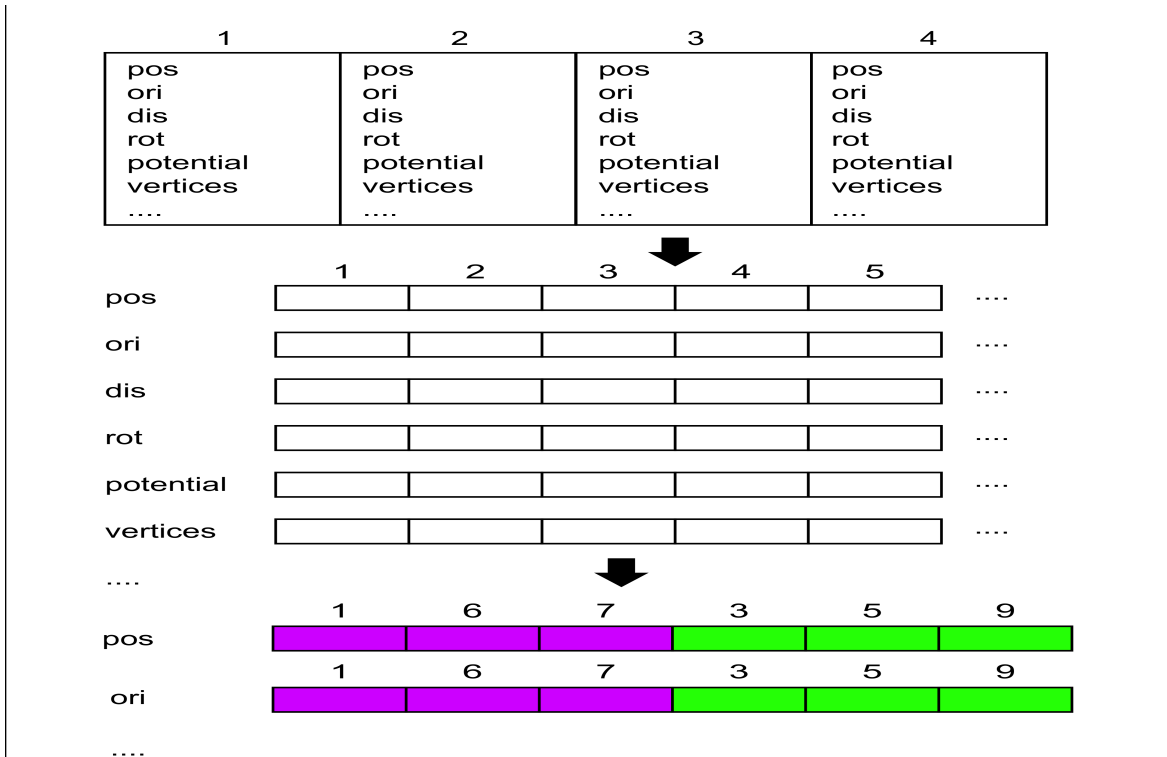 1 2 3 4
pos pos pos pos
ori ori ori ori
dis dis dis dis
rot rot rot rot
potential potential potential potential
vertices vertices vertices vertices
.... .... .... ....
1 2 3 4 5
pos ....
ori ....
dis ....
rot ....
potential ....
vertices ....
....
1 6 7 3 5 9
pos
1 6 7 3 5 9
ori
....